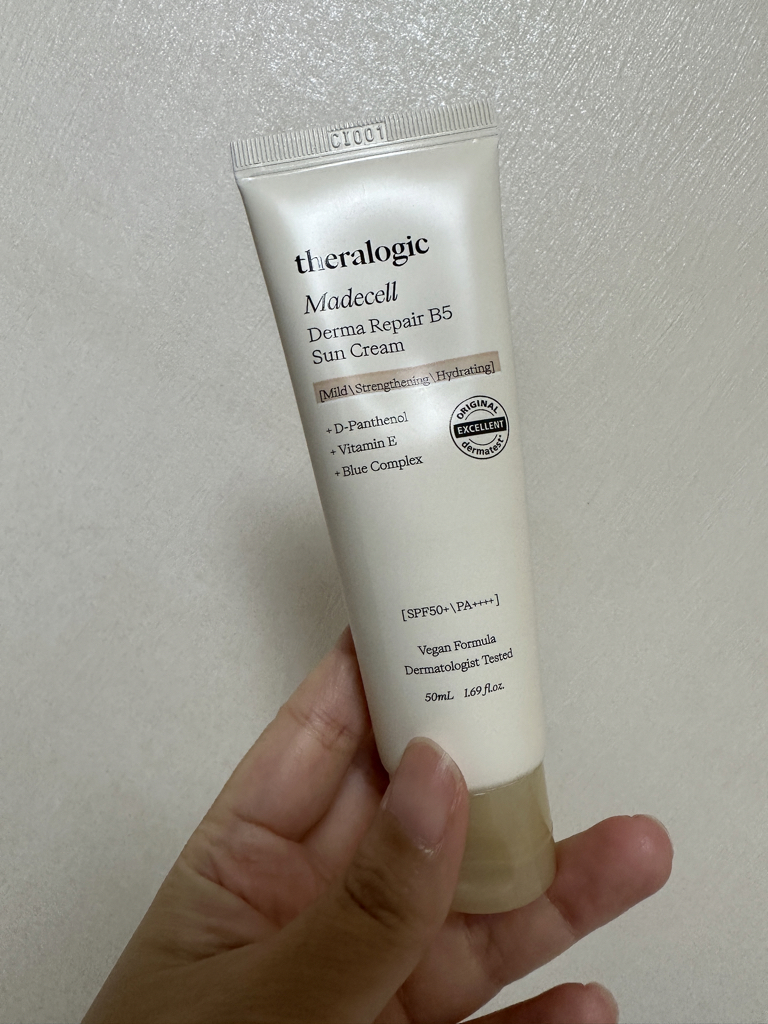 CI001
theralogic
Madecell
Derma Repair B5
Sun Cream
[Mild\Strengthening\Hydrating]
+D-Panthenol
+Vitamin E
+Blue Complex
ORIGINAL
EXCELLENT
dermatest®
[SPF50+\PA++++]
Vegan Formula
Dermatologist Tested
50mL 1.69 fl.oz.